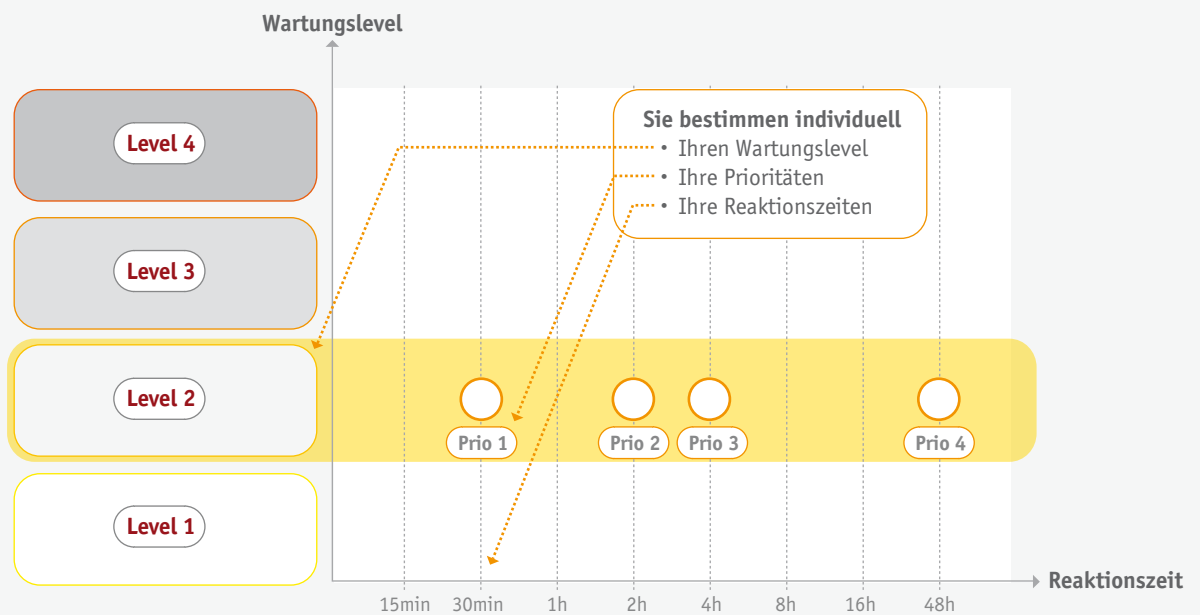 Wartungslevel
Level 4
Sie bestimmen individuell
• Ihren Wartungslevel
• Ihre Prioritäten
• Ihre Reaktionszeiten
Level 3
Level 2
Prio 1
Prio 2
Prio 3
Prio 4
Level 1
Reaktionszeit
15min 30min 1h 2h 4h 8h 16h 48h